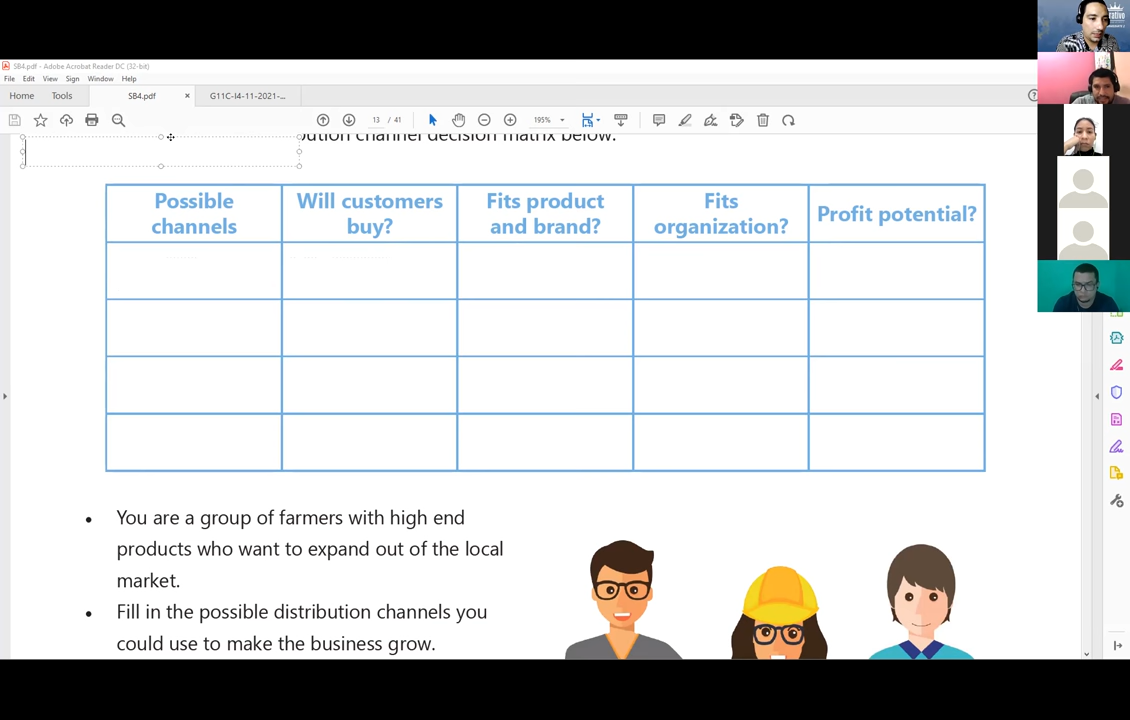 SB4.pdf - Adobe Acrobat Reader DC (32-bit)
File Edit View Sign Window Help
Home Tools SB4.pdf × G11C-I4-11-2021-...
13 / 41 195%
bution channel decision matrix below.
Possible channels
Will customers buy?
Fits product and brand?
Fits organization?
Profit potential?
• You are a group of farmers with high end
products who want to expand out of the local
market.
• Fill in the possible distribution channels you
could use to make the business grow.